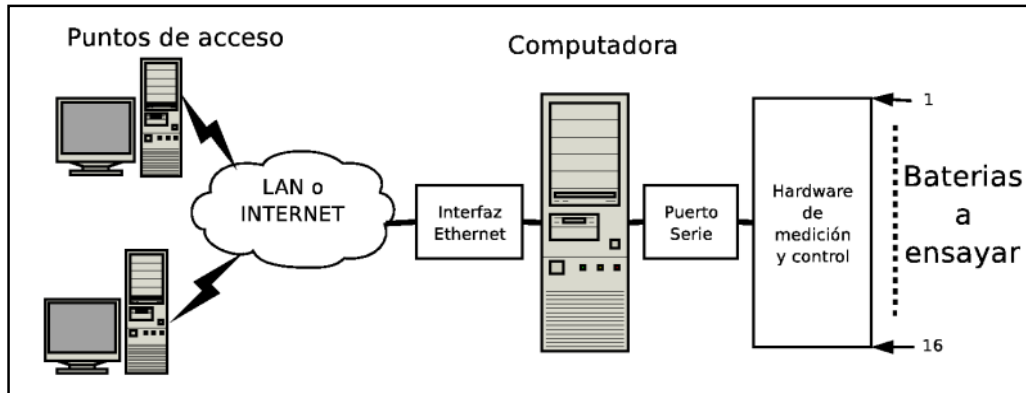 Puntos de acceso
Computadora
LAN o
INTERNET
Interfaz
Ethernet
Puerto
Serie
Hardware
de
medición
y control
1
Baterias
a
ensayar
16